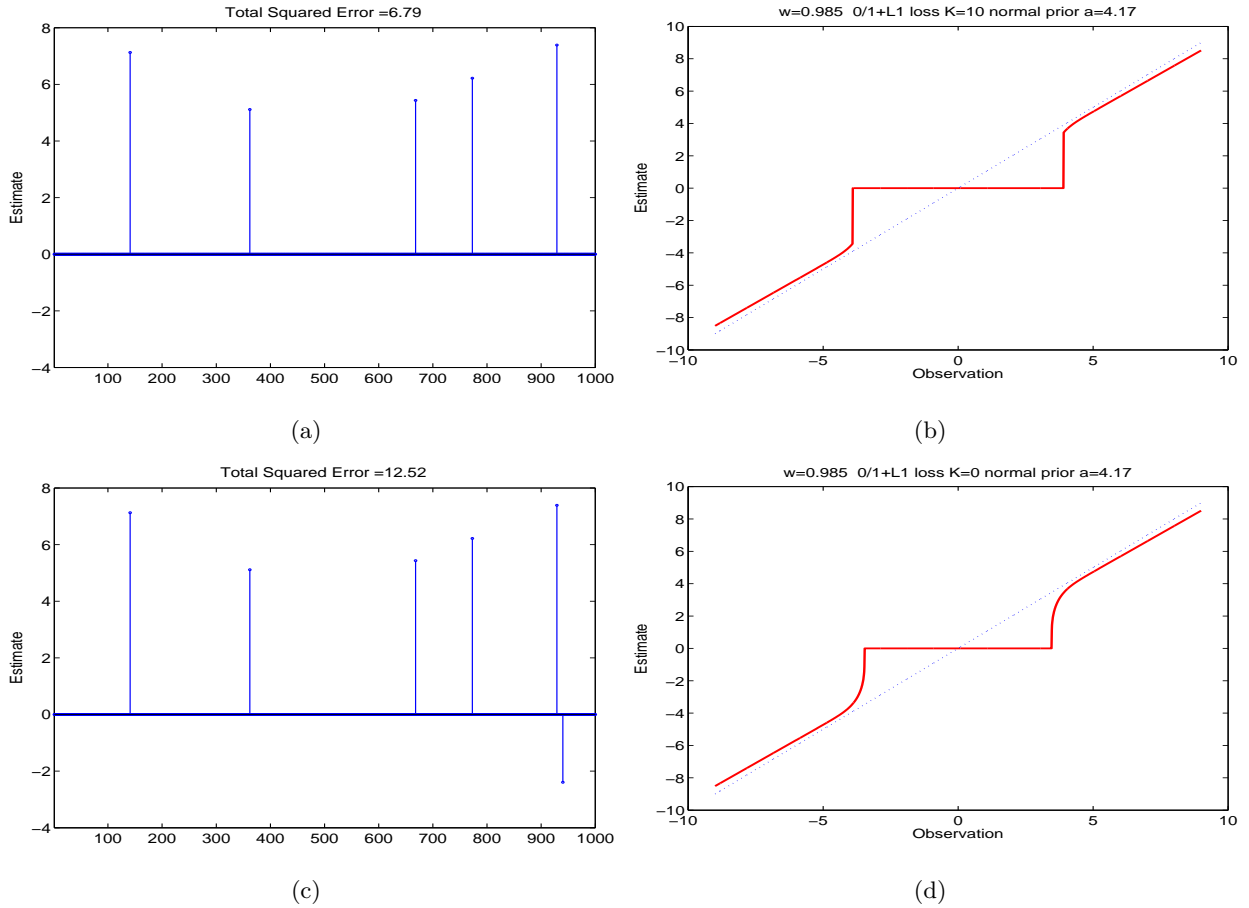 Total Squared Error =6.79
8
6
4
2
0
−2
−4
Estimate
100 200 300 400 500 600 700 800 900 1000
(a)
w=0.985 0/1+L1 loss K=10 normal prior a=4.17
10
8
6
4
2
0
−2
−4
−6
−8
−10
Estimate
−10 −5 0 5 10
Observation
(b)
Total Squared Error =12.52
8
6
4
2
0
−2
−4
Estimate
100 200 300 400 500 600 700 800 900 1000
(c)
w=0.985 0/1+L1 loss K=0 normal prior a=4.17
10
8
6
4
2
0
−2
−4
−6
−8
−10
Estimate
−10 −5 0 5 10
Observation
(d)